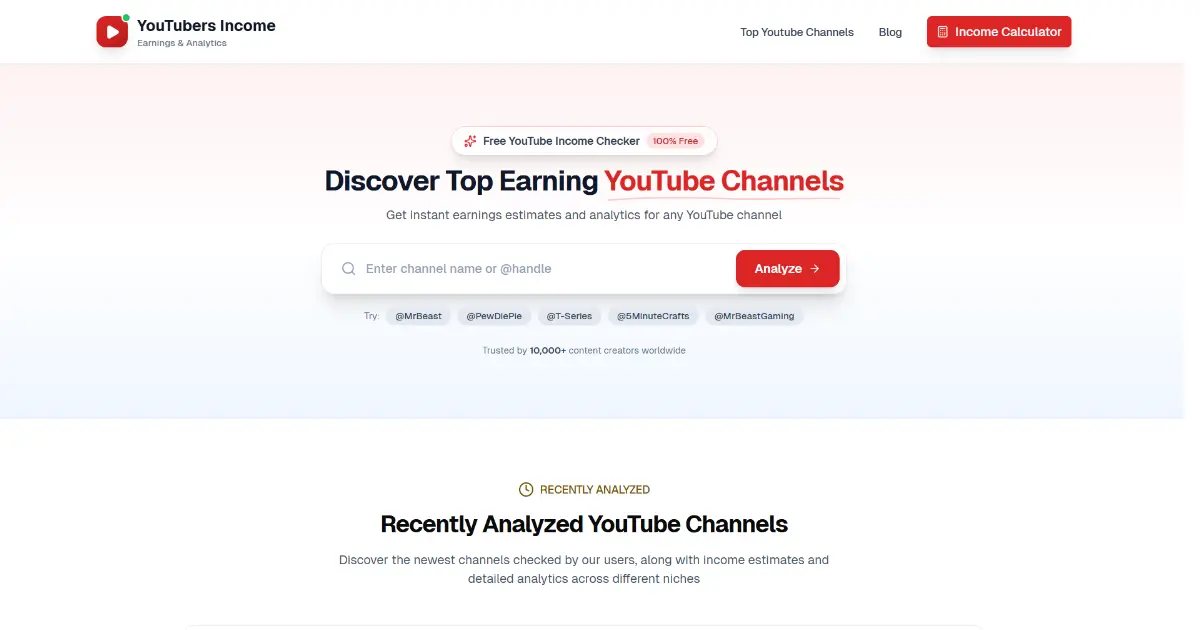 YouTubers Income
Earnings & Analytics
Top Youtube Channels
Blog
Income Calculator
Free YouTube Income Checker 100% Free
Discover Top Earning YouTube Channels
Get instant earnings estimates and analytics for any YouTube channel
Enter channel name or @handle
Analyze →
Try: @MrBeast @PewDiePie @T-Series @5MinuteCrafts @MrBeastGaming
Trusted by 10,000+ content creators worldwide
RECENTLY ANALYZED
Recently Analyzed YouTube Channels
Discover the newest channels checked by our users, along with income estimates and
detailed analytics across different niches